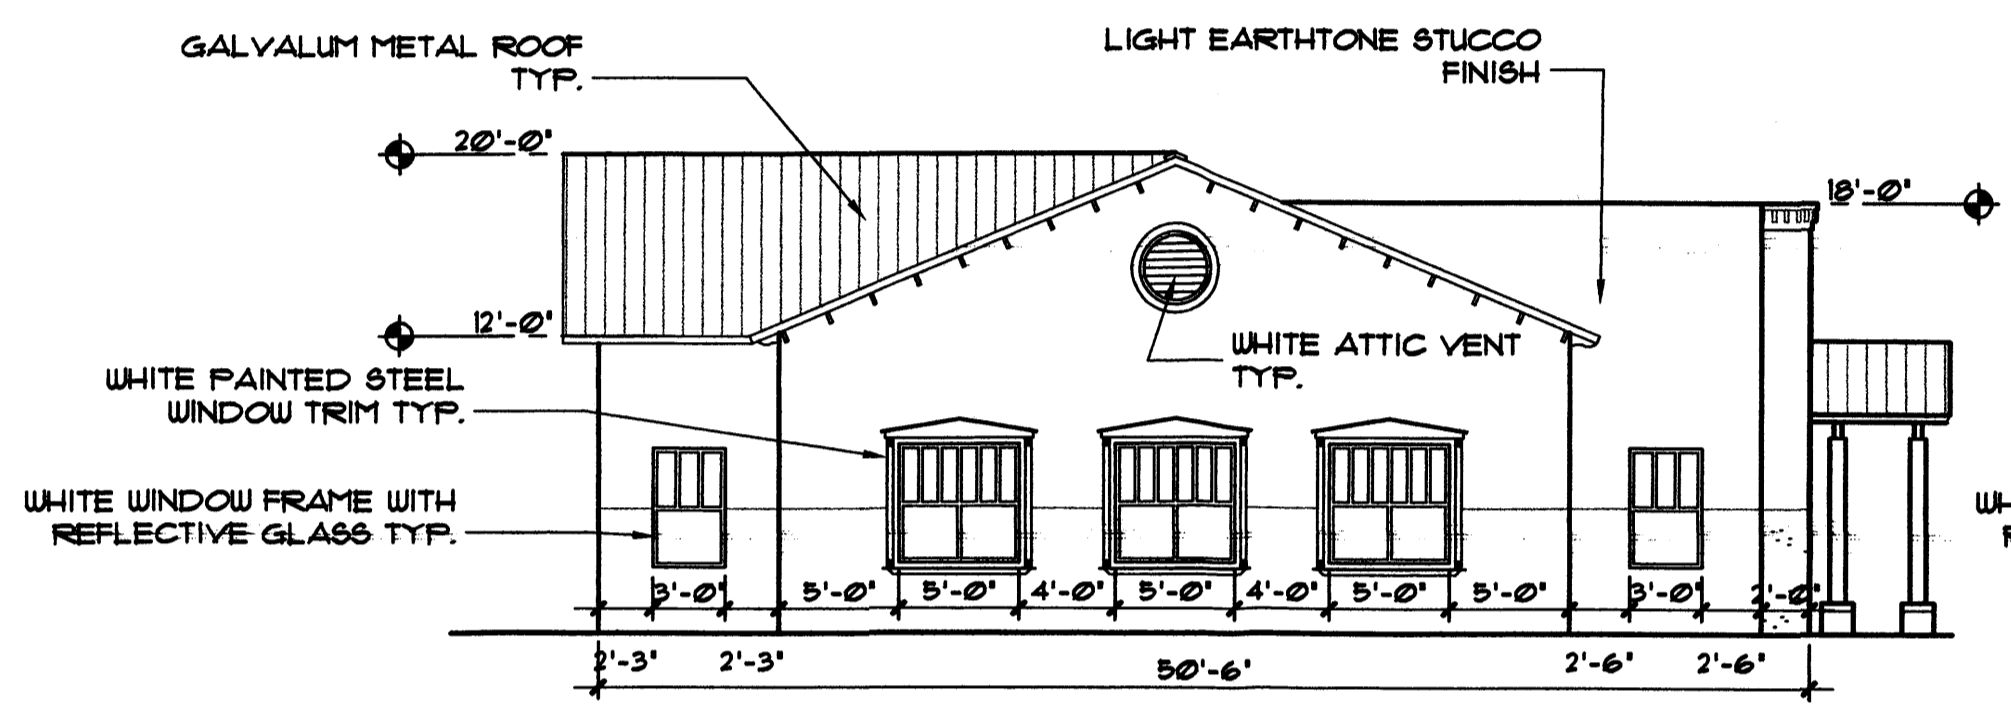 GALVALUM METAL ROOF
TYP.
LIGHT EARTHTONE STUCCO
FINISH
20'-0"
18'-0"
12'-0"
WHITE ATTIC VENT
TYP.
WHITE PAINTED STEEL
WINDOW TRIM TYP.
WHITE WINDOW FRAME WITH
REFLECTIVE GLASS TYP.
WH
3'-0" 5'-0" 5'-0" 4'-0" 5'-0" 4'-0" 5'-0" 5'-0" 3'-0" 2'-0"
2'-3" 2'-3" 50'-6" 2'-6" 2'-6"